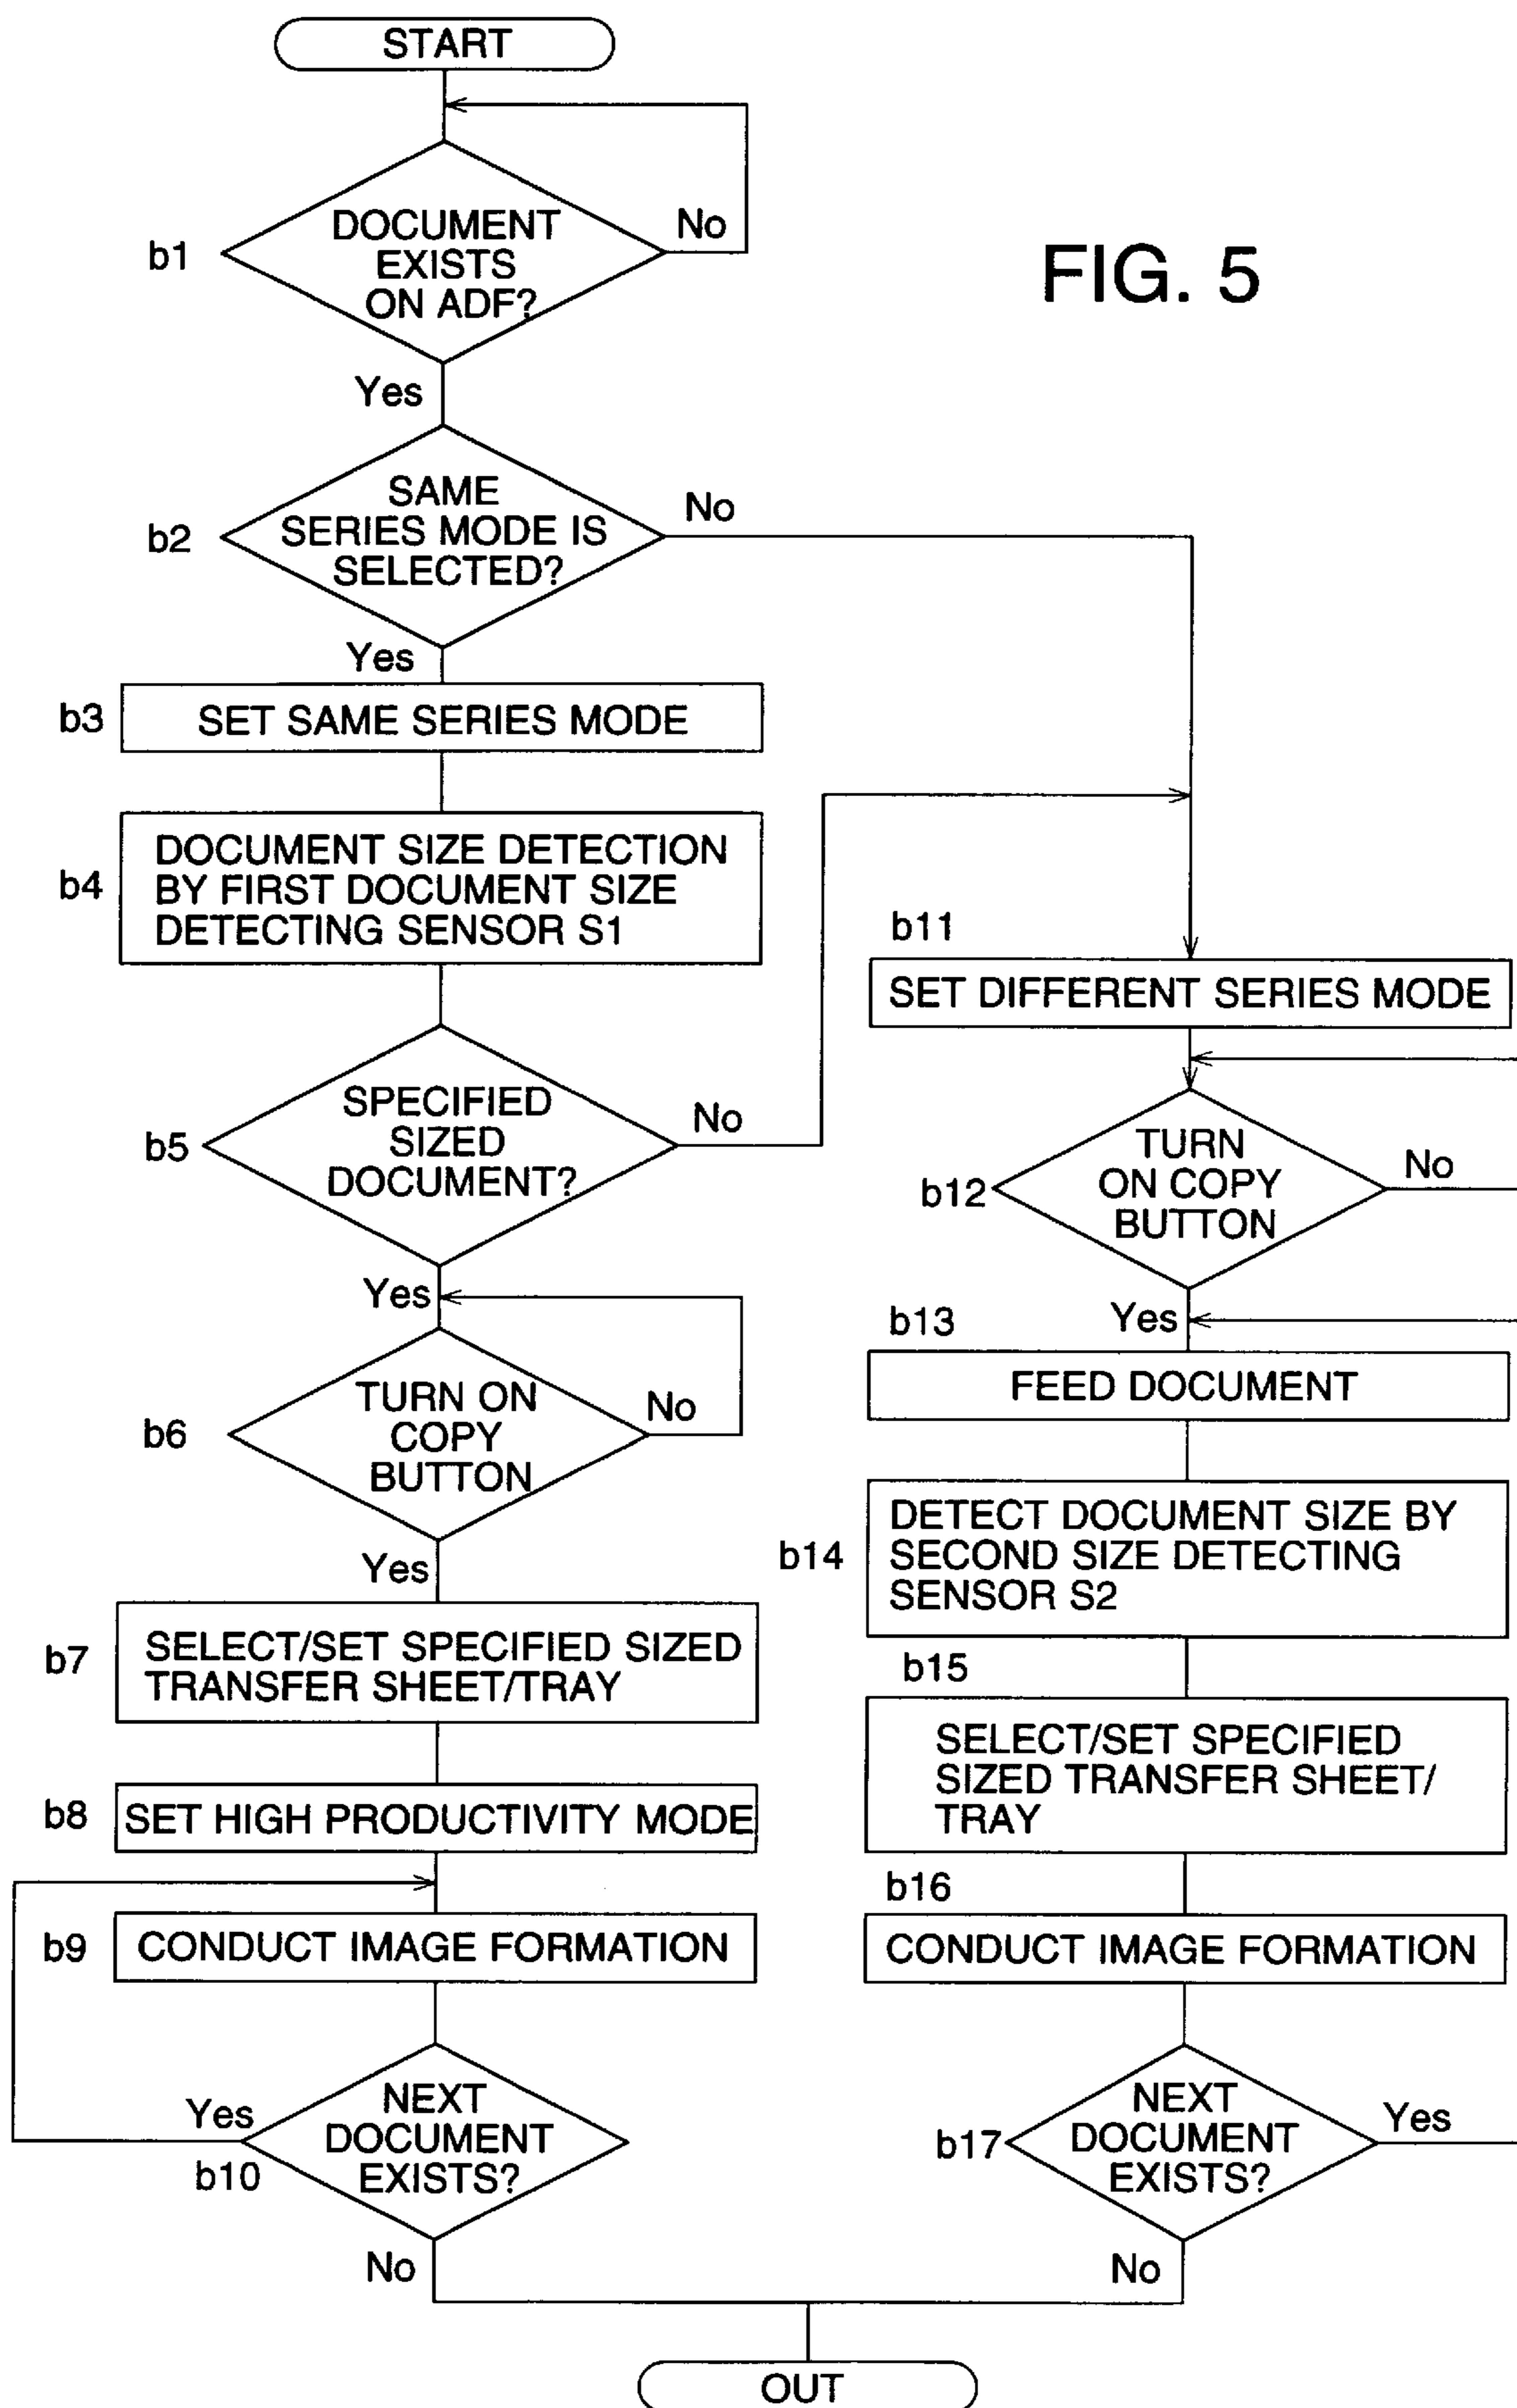 START
b1
DOCUMENT
EXISTS
ON ADF?
No
FIG. 5
Yes
b2
SAME
SERIES MODE IS
SELECTED?
No
Yes
b3
SET SAME SERIES MODE
b4
DOCUMENT SIZE DETECTION
BY FIRST DOCUMENT SIZE
DETECTING SENSOR S1
b5
SPECIFIED
SIZED
DOCUMENT?
No
Yes
b6
TURN ON
COPY
BUTTON
No
Yes
b7
SELECT/SET SPECIFIED SIZED
TRANSFER SHEET/TRAY
b8
SET HIGH PRODUCTIVITY MODE
b9
CONDUCT IMAGE FORMATION
Yes
b10
NEXT
DOCUMENT
EXISTS?
No
b11
SET DIFFERENT SERIES MODE
b12
TURN
ON COPY
BUTTON
No
Yes
b13
FEED DOCUMENT
b14
DETECT DOCUMENT SIZE BY
SECOND SIZE DETECTING
SENSOR S2
b15
SELECT/SET SPECIFIED
SIZED TRANSFER SHEET/
TRAY
b16
CONDUCT IMAGE FORMATION
b17
NEXT
DOCUMENT
EXISTS?
Yes
No
OUT